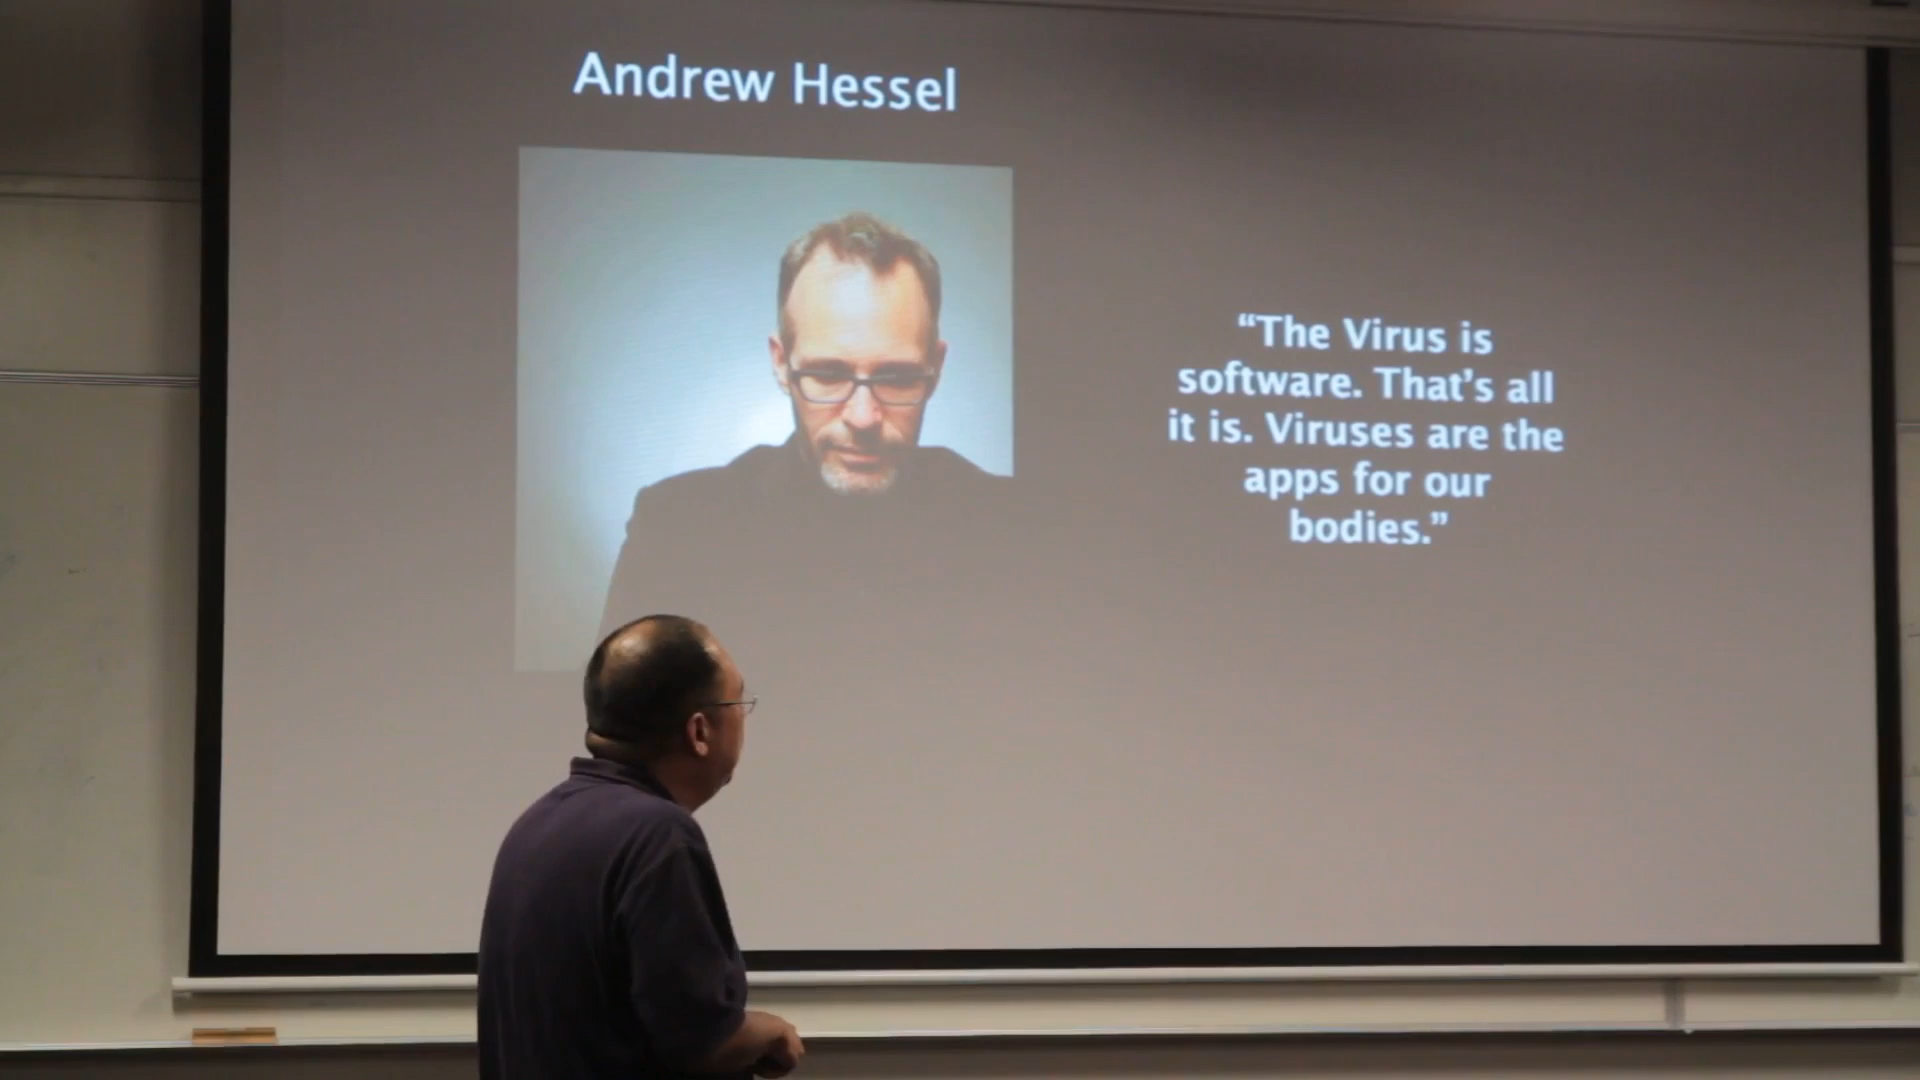 Andrew Hessel
“The Virus is
software. That’s all
it is. Viruses are the
apps for our
bodies.”